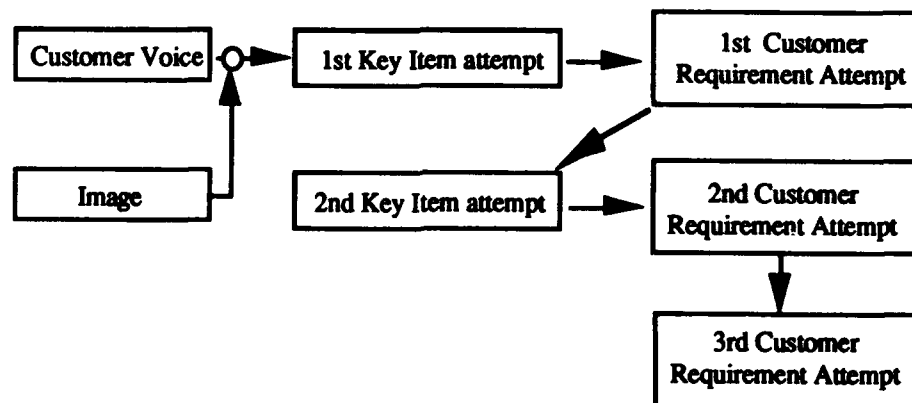 Customer Voice
1st Key Item attempt
1st Customer
Requirement Attempt
Image
2nd Key Item attempt
2nd Customer
Requirement Attempt
3rd Customer
Requirement Attempt